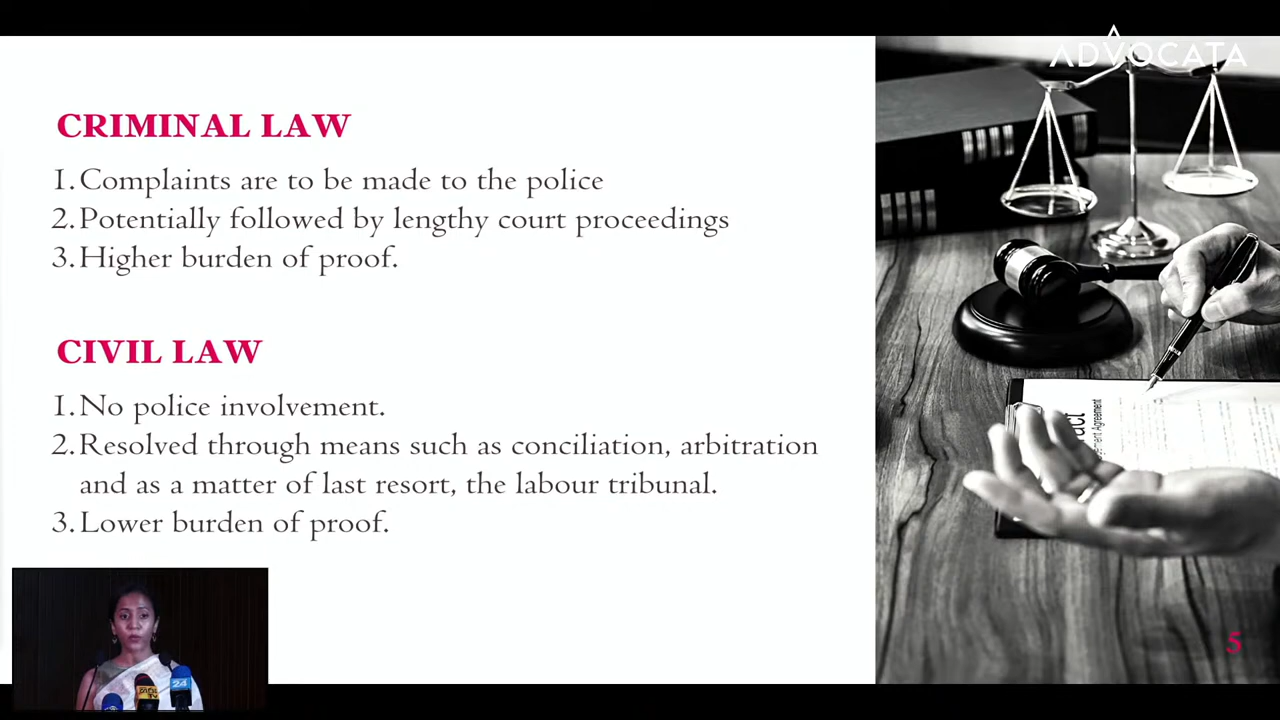 ADVOCATA
CRIMINAL LAW
1. Complaints are to be made to the police
2. Potentially followed by lengthy court proceedings
3. Higher burden of proof.
CIVIL LAW
1. No police involvement.
2. Resolved through means such as conciliation, arbitration
and as a matter of last resort, the labour tribunal.
3. Lower burden of proof.
24
TV
5